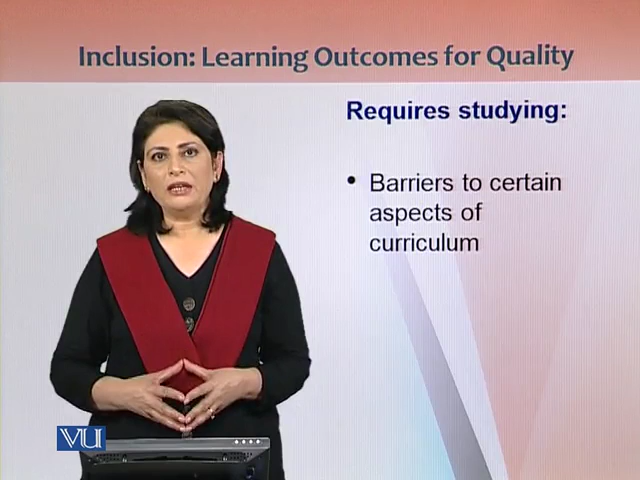 Inclusion: Learning Outcomes for Quality
Requires studying:
• Barriers to certain
aspects of
curriculum
VU